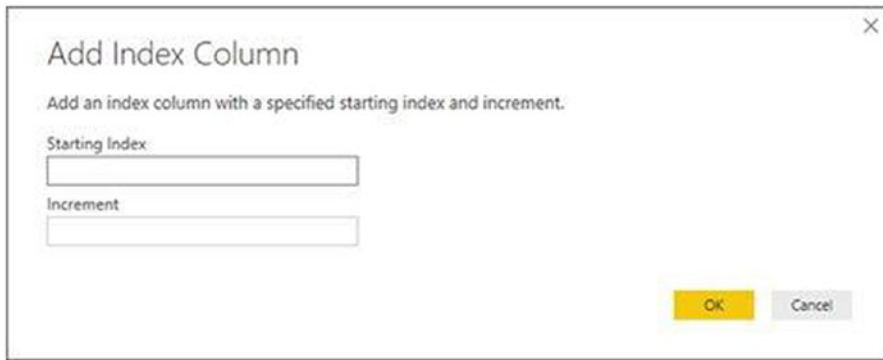 Add Index Column
Add an index column with a specified starting index and increment.
Starting Index
Increment
OK
Cancel